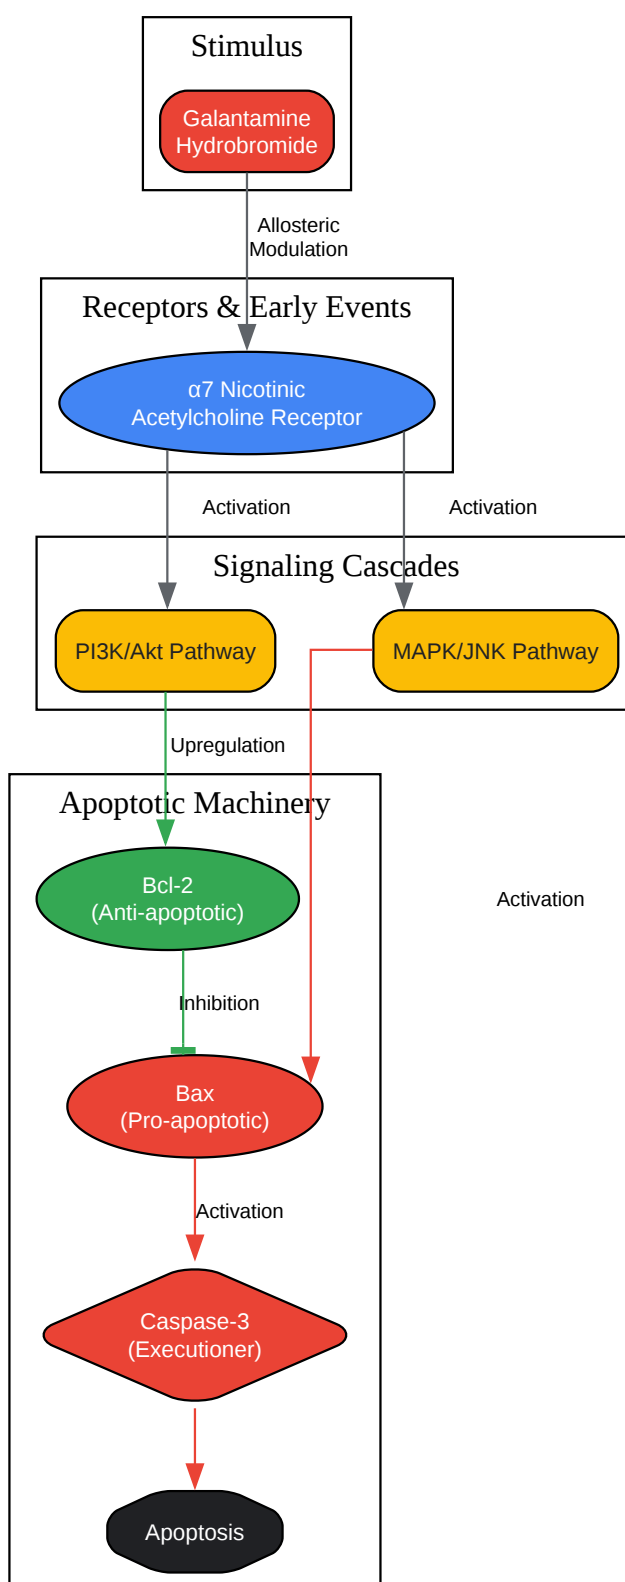 Stimulus
Galantamine
Hydrobromide
Allosteric
Modulation
Receptors & Early Events
α7 Nicotinic
Acetylcholine Receptor
Activation
Activation
Signaling Cascades
PI3K/Akt Pathway
MAPK/JNK Pathway
Upregulation
Apoptotic Machinery
Bcl-2
(Anti-apoptotic)
Activation
Inhibition
Bax
(Pro-apoptotic)
Activation
Caspase-3
(Executioner)
Apoptosis